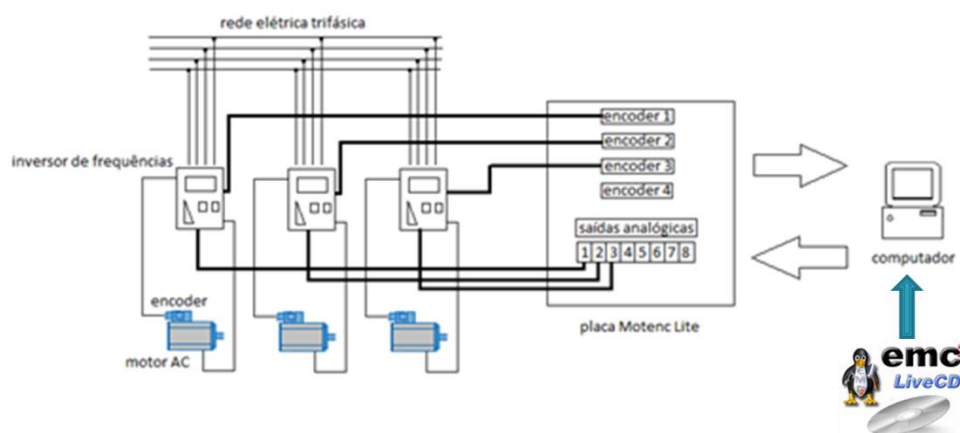 rede elétrica trifásica
inversor de frequências
encoder
motor AC
encoder 1
encoder 2
encoder 3
encoder 4
saídas analógicas
1 2 3 4 5 6 7 8
placa Motenc Lite
computador
emc
LiveCD